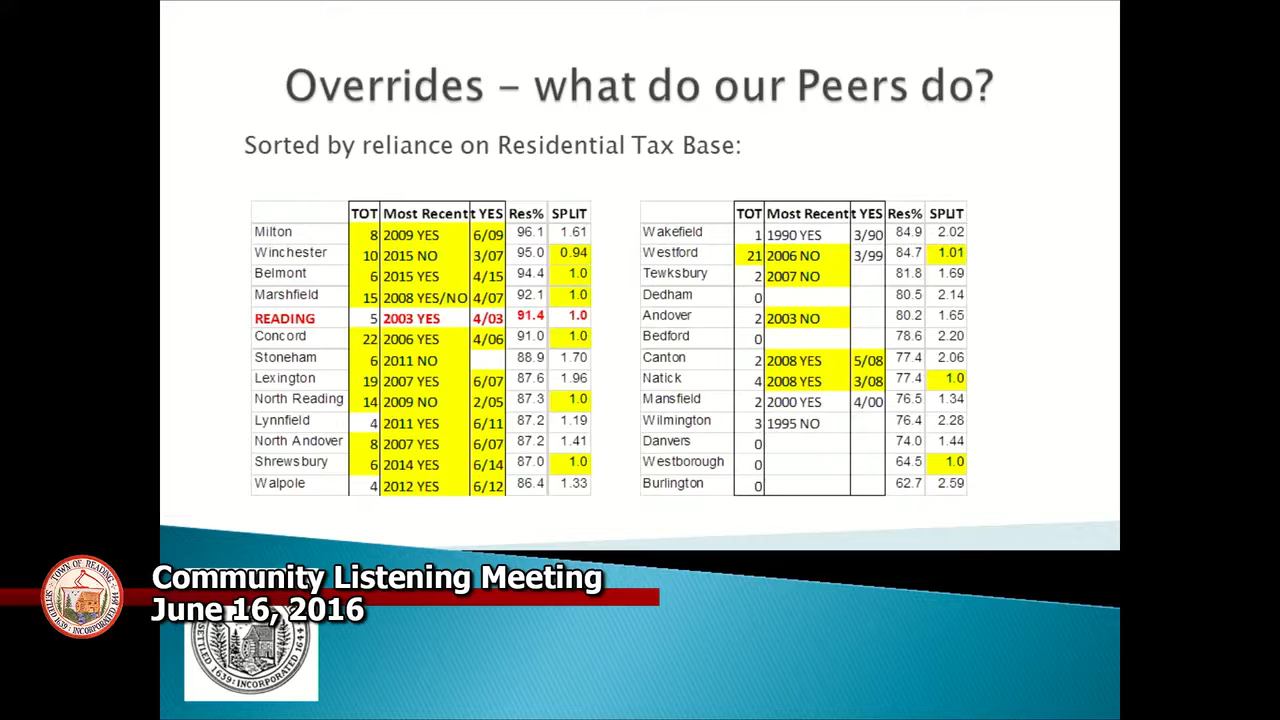 Overrides – what do our Peers do?
Sorted by reliance on Residential Tax Base:
TOT Most Recent t YES Res% SPLIT
Milton 8 2009 YES 6/09 96.1 1.61
Winchester 10 2015 NO 3/07 95.0 0.94
Belmont 6 2015 YES 4/15 94.4 1.0
Marshfield 15 2008 YES/NO 4/07 92.1 1.0
READING 5 2003 YES 4/03 91.4 1.0
Concord 22 2006 YES 4/06 91.0 1.0
Stoneham 6 2011 NO 88.9 1.70
Lexington 19 2007 YES 6/07 87.6 1.96
North Reading 14 2009 NO 2/05 87.3 1.0
Lynnfield 4 2011 YES 6/11 87.2 1.19
North Andover 8 2007 YES 6/07 87.2 1.41
Shrewsbury 6 2014 YES 6/14 87.0 1.0
Walpole 4 2012 YES 6/12 86.4 1.33
TOT Most Recent t YES Res% SPLIT
Wakefield 1 1990 YES 3/90 84.9 2.02
Westford 21 2006 NO 3/99 84.7 1.01
Tewksbury 2 2007 NO 81.8 1.69
Dedham 0 80.5 2.14
Andover 2 2003 NO 80.2 1.65
Bedford 0 78.6 2.20
Canton 2 2008 YES 5/08 77.4 2.06
Natick 4 2008 YES 3/08 77.4 1.0
Mansfield 2 2000 YES 4/00 76.5 1.34
Wilmington 3 1995 NO 76.4 2.28
Danvers 0 74.0 1.44
Westborough 0 64.5 1.0
Burlington 0 62.7 2.59
Community Listening Meeting
June 16, 2016
TOWN OF READING
SETTLED 1639: INCORPORATED 1644
SETTLED 1639: INCORPORATED 1644